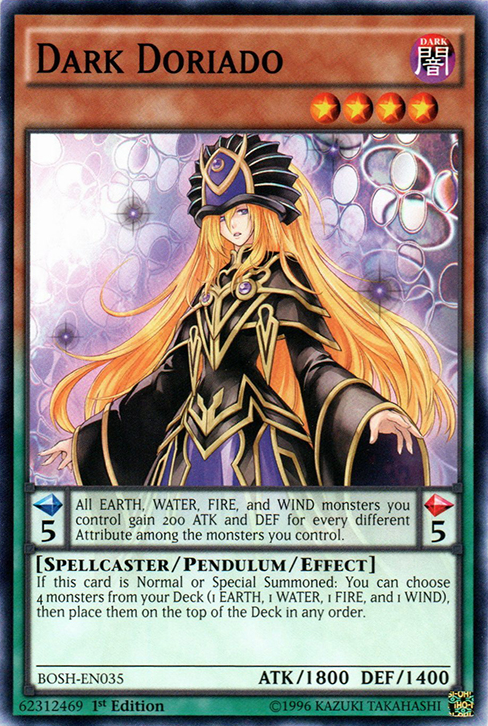 DARK DORIADO
DARK
闇
5
All EARTH, WATER, FIRE, and WIND monsters you
control gain 200 ATK and DEF for every different
Attribute among the monsters you control.
5
[SPELLCASTER/PENDULUM/EFFECT]
If this card is Normal or Special Summoned: You can choose
4 monsters from your Deck (1 EARTH, 1 WATER, 1 FIRE, and 1 WIND),
then place them on the top of the Deck in any order.
BOSH-EN035
ATK/1800 DEF/1400
62312469 1st Edition
©1996 KAZUKI TAKAHASHI